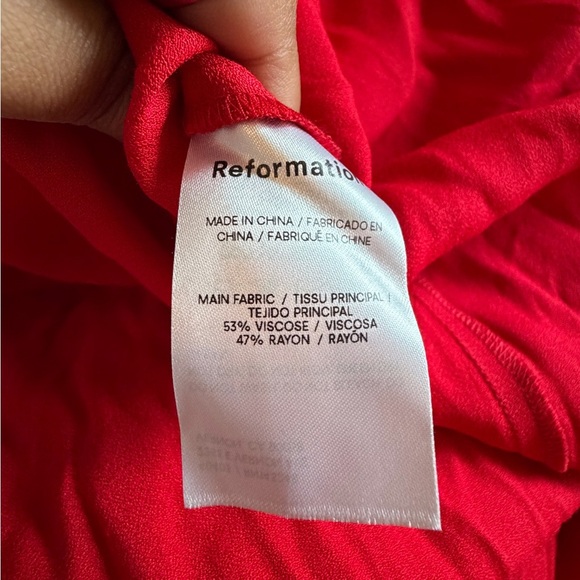 Reformatio
MADE IN CHINA / FABRICADO EN
CHINA / FABRIQUÉ EN CHINE
MAIN FABRIC / TISSU PRINCIPAL /
TEJIDO PRINCIPAL
53% VISCOSE / VISCOSA
47% RAYON / RAYÓN